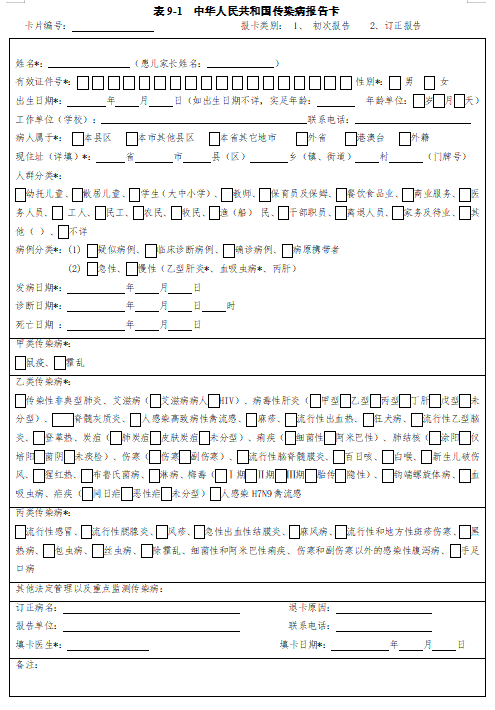 表 9-1 中华人民共和国传染病报告卡
卡片编号： 报卡类别： 1、 初次报告 2、订正报告
姓名*： （患儿家长姓名： ）
有效证件号*： 性别*： 男 女
出生日期*： 年 月 日（如出生日期不详，实足年龄： 年龄单位： 岁 月 天）
工作单位（学校）： 联系电话：
病人属于*： 本县区 本市其他县区 本省其它地市 外省 港澳台 外籍
现住址（详填）*： 省 市 县（区） 乡（镇、街道） 村 （门牌号）
人群分类*：
幼托儿童、 散居儿童、 学生（大中小学）、 教师、 保育员及保姆、 餐饮食品业、 商业服务、 医
务人员、 工人、 民工、 农民、 牧民、 渔（船） 民、 干部职员、 离退人员、 家务及待业、 其
他（ ）、 不详
病例分类*：(1) 疑似病例、 临床诊断病例、 确诊病例、 病原携带者
(2) 急性、 慢性（乙型肝炎*、血吸虫病*、丙肝）
发病日期*： 年 月 日
诊断日期*： 年 月 日 时
死亡日期 ： 年 月 日
甲类传染病*：
鼠疫、 霍乱
乙类传染病*：
传染性非典型肺炎、艾滋病（ 艾滋病病人 HIV）、病毒性肝炎（ 甲型 乙型 丙型 丁肝 戊型 未
分型）、 脊髓灰质炎、 人感染高致病性禽流感、 麻疹、 流行性出血热、 狂犬病、 流行性乙型脑
炎、 登革热、炭疽（ 肺炭疽 皮肤炭疽 未分型）、痢疾（ 细菌性 阿米巴性）、肺结核（ 涂阳 仅
培阳 菌阴 未痰检）、伤寒（ 伤寒 副伤寒）、 流行性脑脊髓膜炎、 百日咳、 白喉、 新生儿破伤
风、 猩红热、 布鲁氏菌病、 淋病、梅毒（ Ⅰ期 Ⅱ期 Ⅲ期 胎传 隐性）、 钩端螺旋体病、 血
吸虫病、疟疾（ 间日疟 恶性疟 未分型） 人感染 H7N9 禽流感
丙类传染病*：
流行性感冒、 流行性腮腺炎、 风疹、 急性出血性结膜炎、 麻风病、 流行性和地方性斑疹伤寒、 黑
热病、 包虫病、 丝虫病、 除霍乱、细菌性和阿米巴性痢疾、伤寒和副伤寒以外的感染性腹泻病、 手足
口病
其他法定管理以及重点监测传染病：
订正病名： 退卡原因：
报告单位： 联系电话：
填卡医生*： 填卡日期*： 年 月 日
备注：